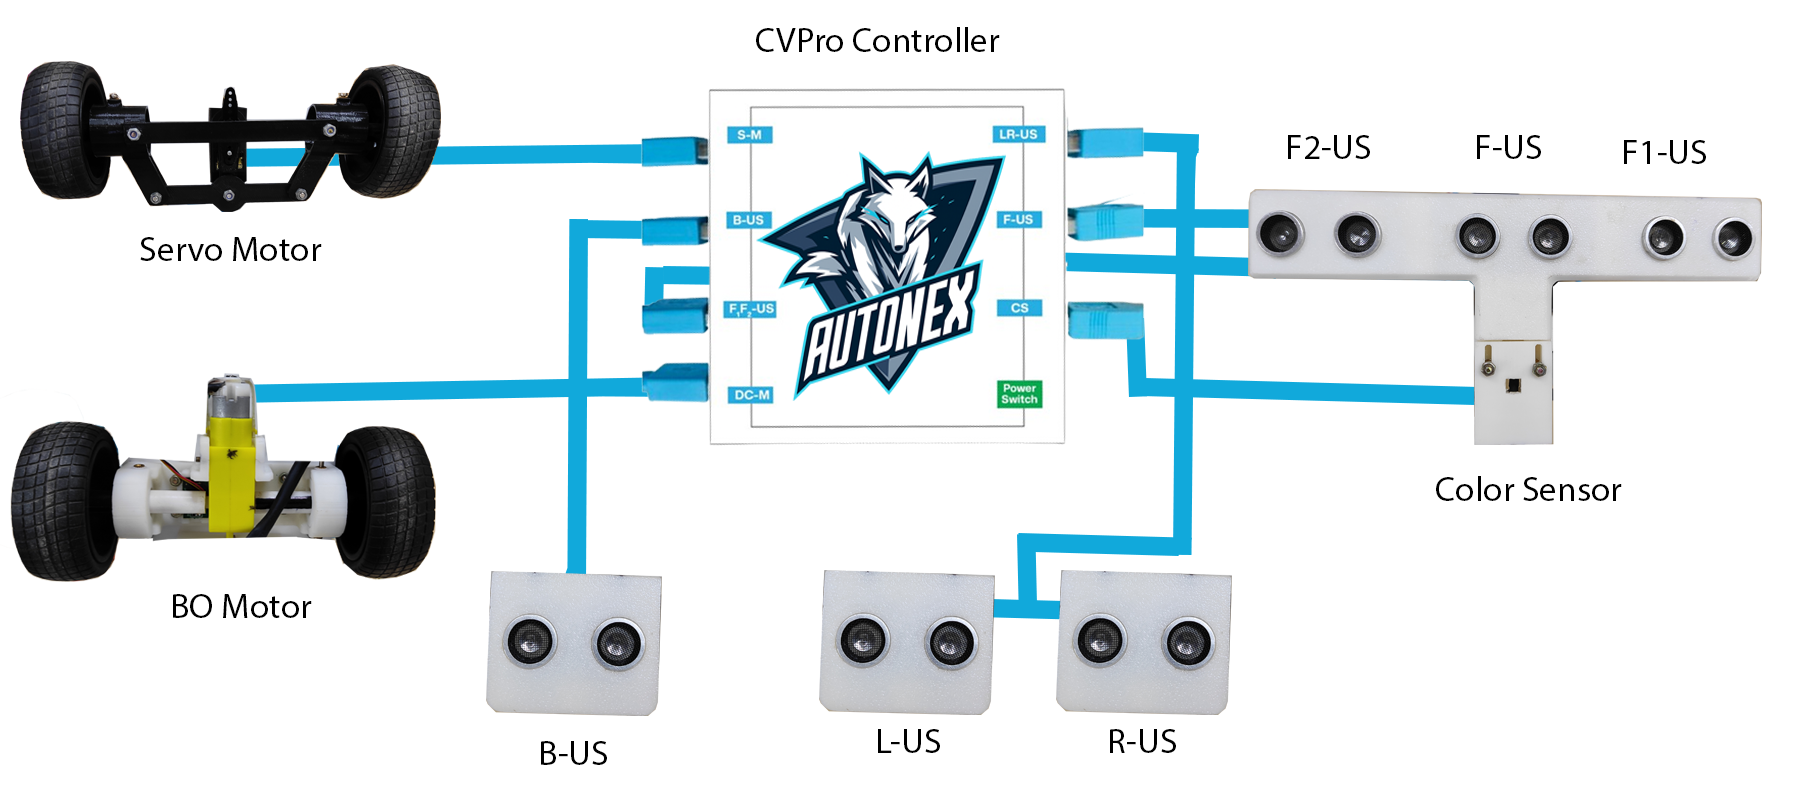 CVPro Controller
S-M
LR-US
F2-US
F-US
F1-US
B-US
F-US
Servo Motor
F1F2-US
CS
AUTONEX
DC-M
Power
Switch
Color Sensor
BO Motor
B-US
L-US
R-US